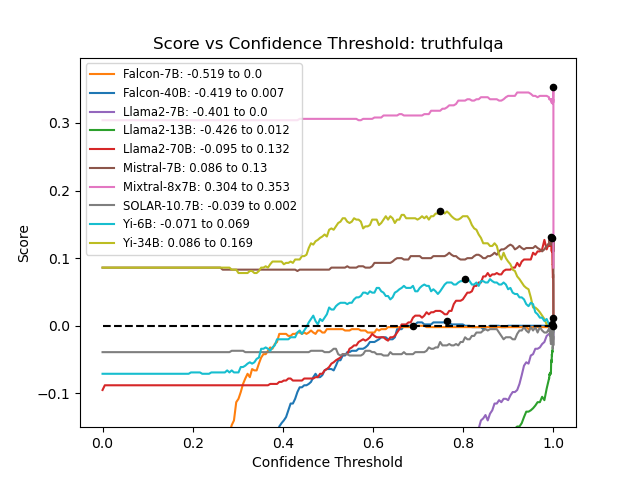 Score vs Confidence Threshold: truthfulqa
Falcon-7B: -0.519 to 0.0
Falcon-40B: -0.419 to 0.007
Llama2-7B: -0.401 to 0.0
Llama2-13B: -0.426 to 0.012
Llama2-70B: -0.095 to 0.132
Mistral-7B: 0.086 to 0.13
Mixtral-8x7B: 0.304 to 0.353
SOLAR-10.7B: -0.039 to 0.002
Yi-6B: -0.071 to 0.069
Yi-34B: 0.086 to 0.169
Score
0.3
0.2
0.1
0.0
−0.1
0.0 0.2 0.4 0.6 0.8 1.0
Confidence Threshold